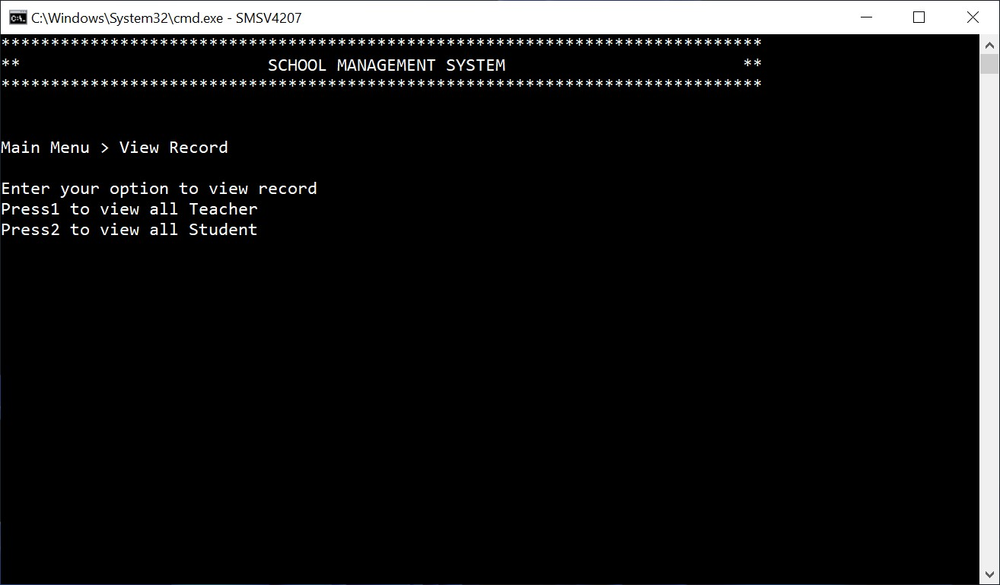 C:\Windows\System32\cmd.exe - SMSV4207
*****************************************************************************
**                         SCHOOL MANAGEMENT SYSTEM                        **
*****************************************************************************
Main Menu > View Record
Enter your option to view record
Press1 to view all Teacher
Press2 to view all Student